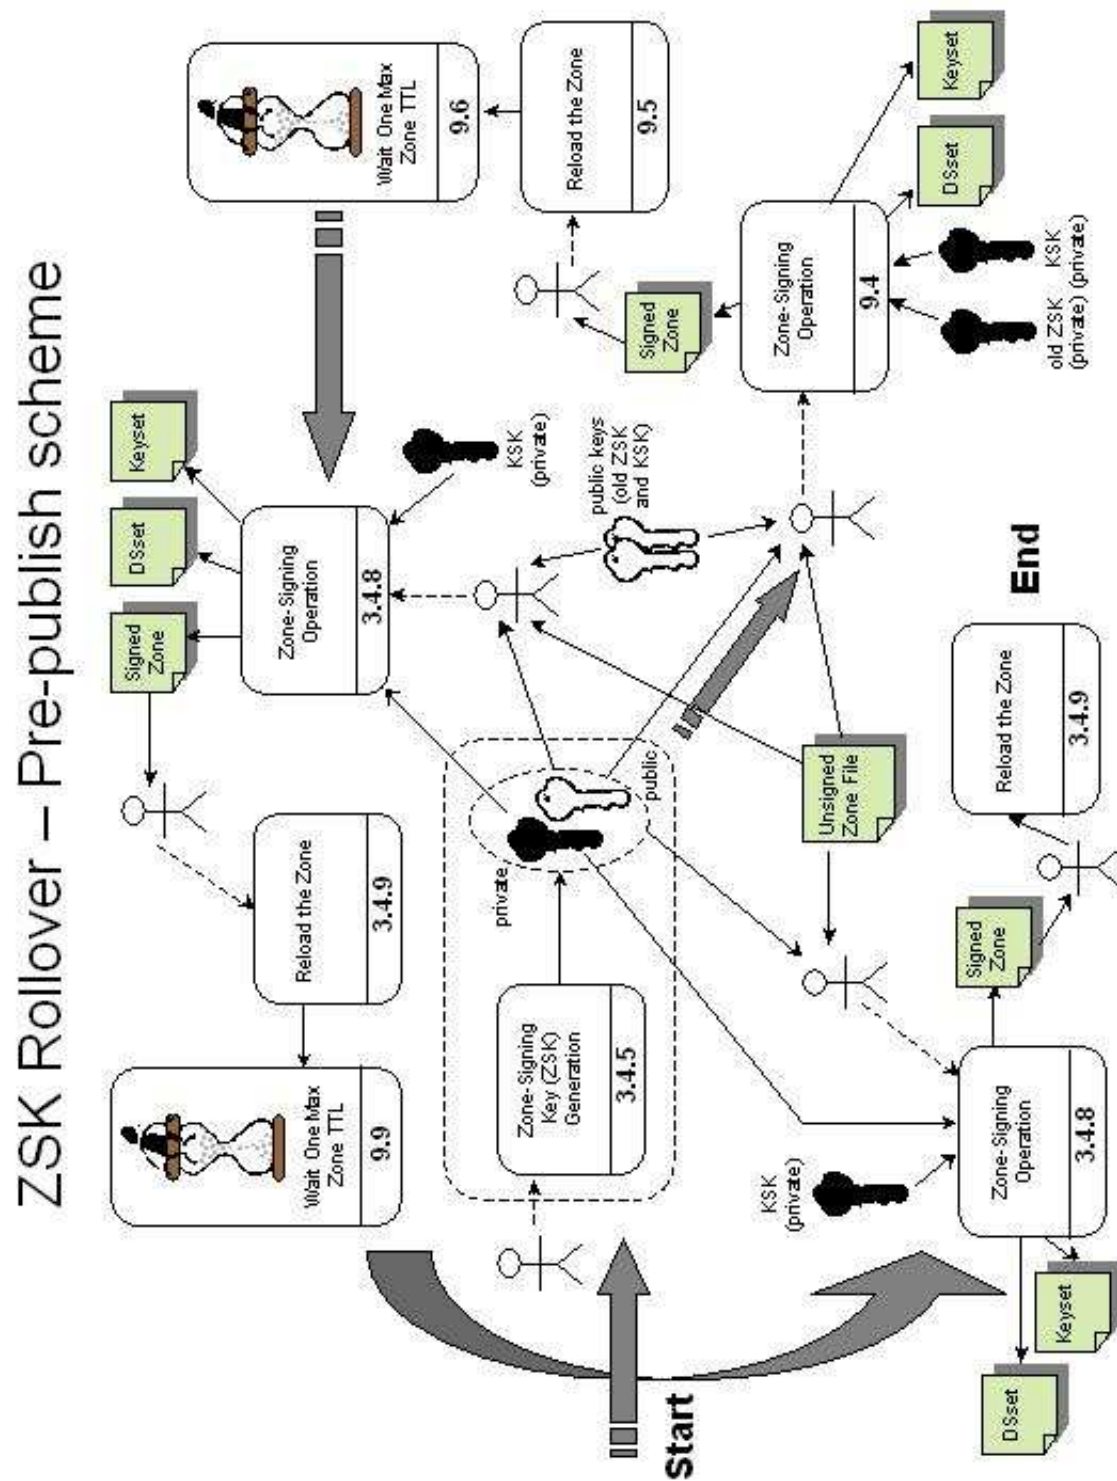 ZSK Rollover – Pre-publish scheme
Wait One Max
Zone TTL
9.9
Reload the Zone
3.4.9
Signed
Zone
DSset
Keyset
Zone-Signing
Operation
3.4.8
KSK
(private)
Wait One Max
Zone TTL
9.6
Reload the Zone
9.5
Start
Zone-Signing
Key (ZSK)
Generation
3.4.5
private
public
public keys
(old ZSK
and KSK)
Signed
Zone
Zone-Signing
Operation
9.4
DSset
Keyset
old ZSK
(private)
KSK
(private)
Unsigned
Zone File
KSK
(private)
Zone-Signing
Operation
3.4.8
DSset
Keyset
Signed
Zone
Reload the Zone
3.4.9
End